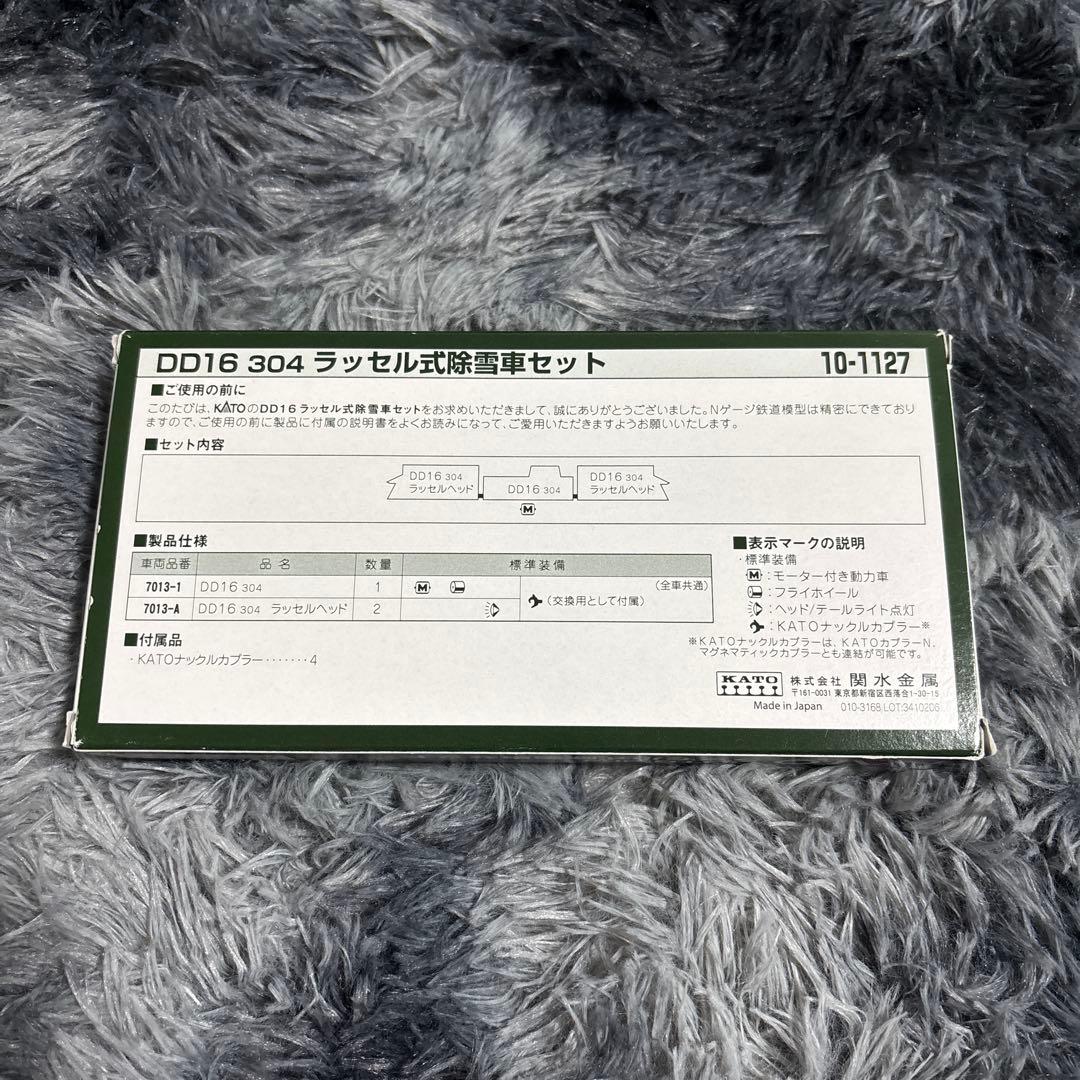 DD16 304 ラッセル式除雪車セット 10-1127
■ご使用の前に
このたびは、KATOのDD16ラッセル式除雪車セットをお求めいただきまして、誠にありがとうございました。Nゲージ鉄道模型は精密にできており
ますので、ご使用の前に製品に付属の説明書をよくお読みになって、ご愛用いただきますようお願いいたします。
■セット内容
DD16 304 ラッセルヘッド
DD16 304
DD16 304 ラッセルヘッド
M
■製品仕様
車両品番 品名 数量 標準装備
7013-1 DD16 304 1 M (全車共通)
7013-A DD16 304 ラッセルヘッド 2 (交換用として付属)
■付属品
・KATOナックルカプラー・・・・・・・4
■表示マークの説明
・標準装備
M：モーター付き動力車
：フライホイール
：ヘッド/テールライト点灯
：KATOナックルカプラー※
※KATOナックルカプラーは、KATOカプラーN、
マグネマティックカプラーとも連結が可能です。
KATO 株式会社 関水金属
〒161-0031 東京都新宿区西落合1-30-15
Made in Japan 010-3168 LOT:3410206